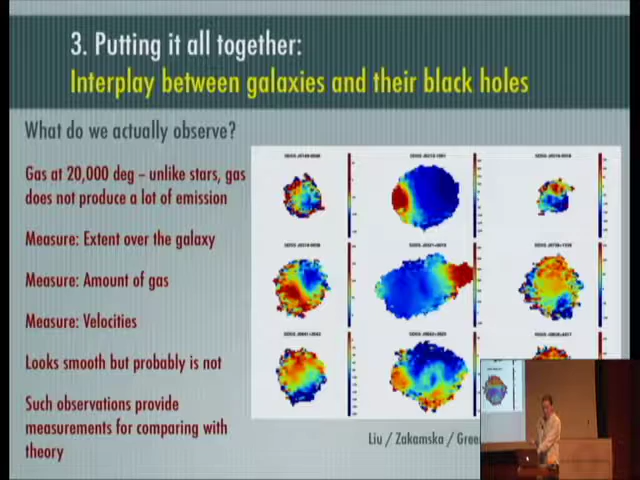 3. Putting it all together:
Interplay between galaxies and their black holes
What do we actually observe?
Gas at 20,000 deg – unlike stars, gas
does not produce a lot of emission
Measure: Extent over the galaxy
Measure: Amount of gas
Measure: Velocities
Looks smooth but probably is not
Such observations provide
measurements for comparing with
theory
Liu / Zakamska / Gree